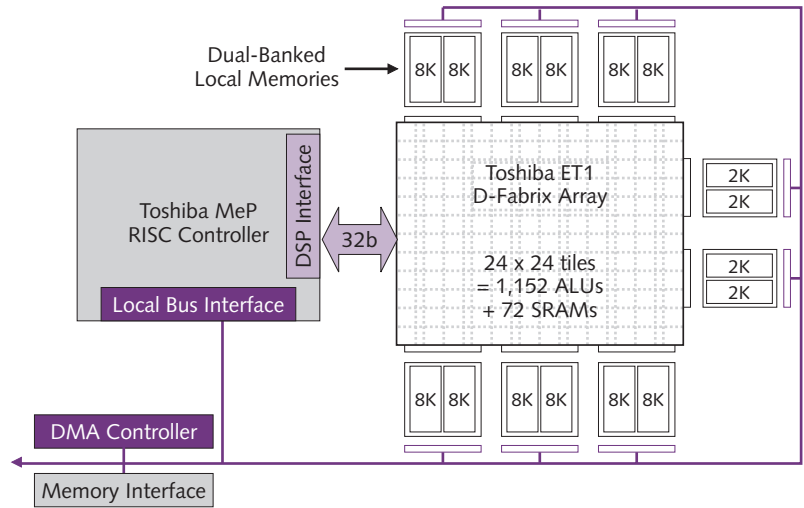 Dual-Banked
Local Memories
8K 8K
8K 8K
8K 8K
Toshiba MeP
RISC Controller
DSP Interface
32b
Toshiba ET1
D-Fabrix Array
24 x 24 tiles
= 1,152 ALUs
+ 72 SRAMs
2K
2K
2K
2K
Local Bus Interface
8K 8K
8K 8K
8K 8K
DMA Controller
Memory Interface